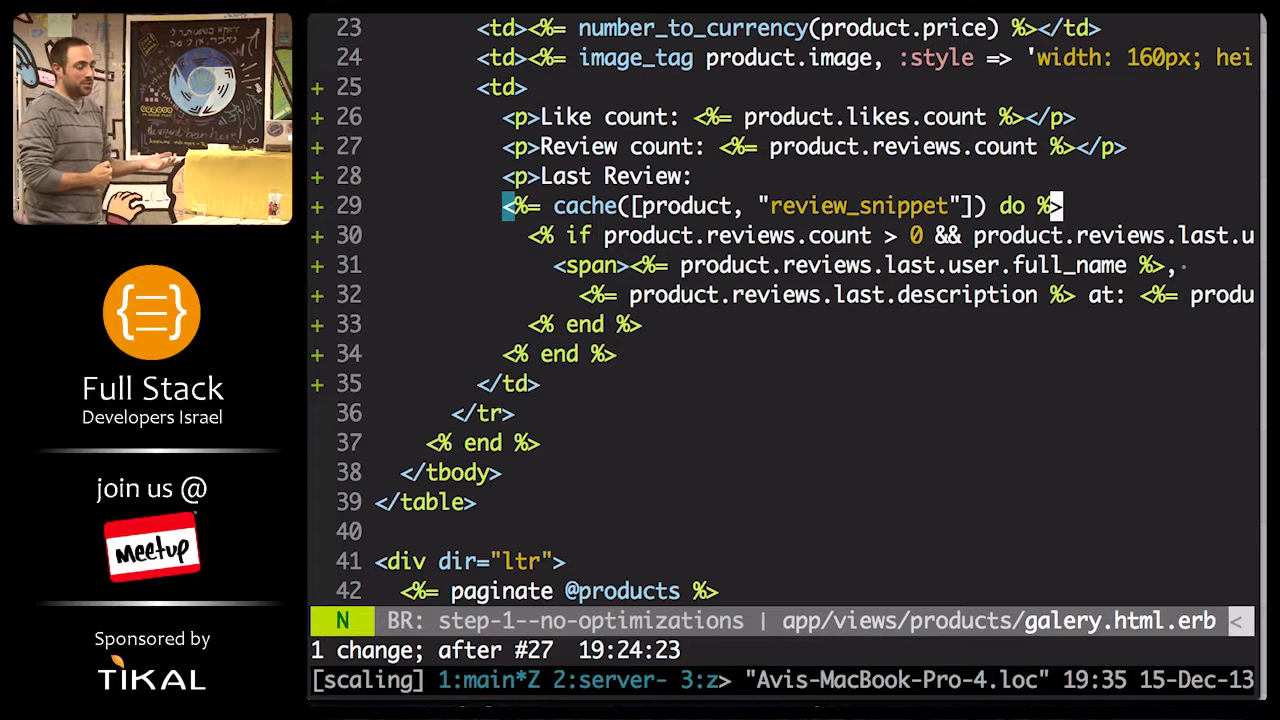 23 <td><%= number_to_currency(product.price) %></td>
24 <td><%= image_tag product.image, :style => 'width: 160px; hei
+ 25 <td>
+ 26 <p>Like count: <%= product.likes.count %></p>
+ 27 <p>Review count: <%= product.reviews.count %></p>
+ 28 <p>Last Review:
+ 29 <%= cache([product, "review_snippet"]) do %>
+ 30 <% if product.reviews.count > 0 && product.reviews.last.u
+ 31 <span><%= product.reviews.last.user.full_name %>,·
+ 32 <%= product.reviews.last.description %> at: <%= produ
+ 33 <% end %>
+ 34 <% end %>
+ 35 </td>
36 </tr>
37 <% end %>
38 </tbody>
39 </table>
40
41 <div dir="ltr">
42 <%= paginate @products %>
N BR: step-1--no-optimizations | app/views/products/galery.html.erb <
1 change; after #27 19:24:23
[scaling] 1:main*Z 2:server- 3:z> "Avis-MacBook-Pro-4.loc" 19:35 15-Dec-13
{≡}
Full Stack
Developers Israel
join us @
meetup
Sponsored by
TIKAL